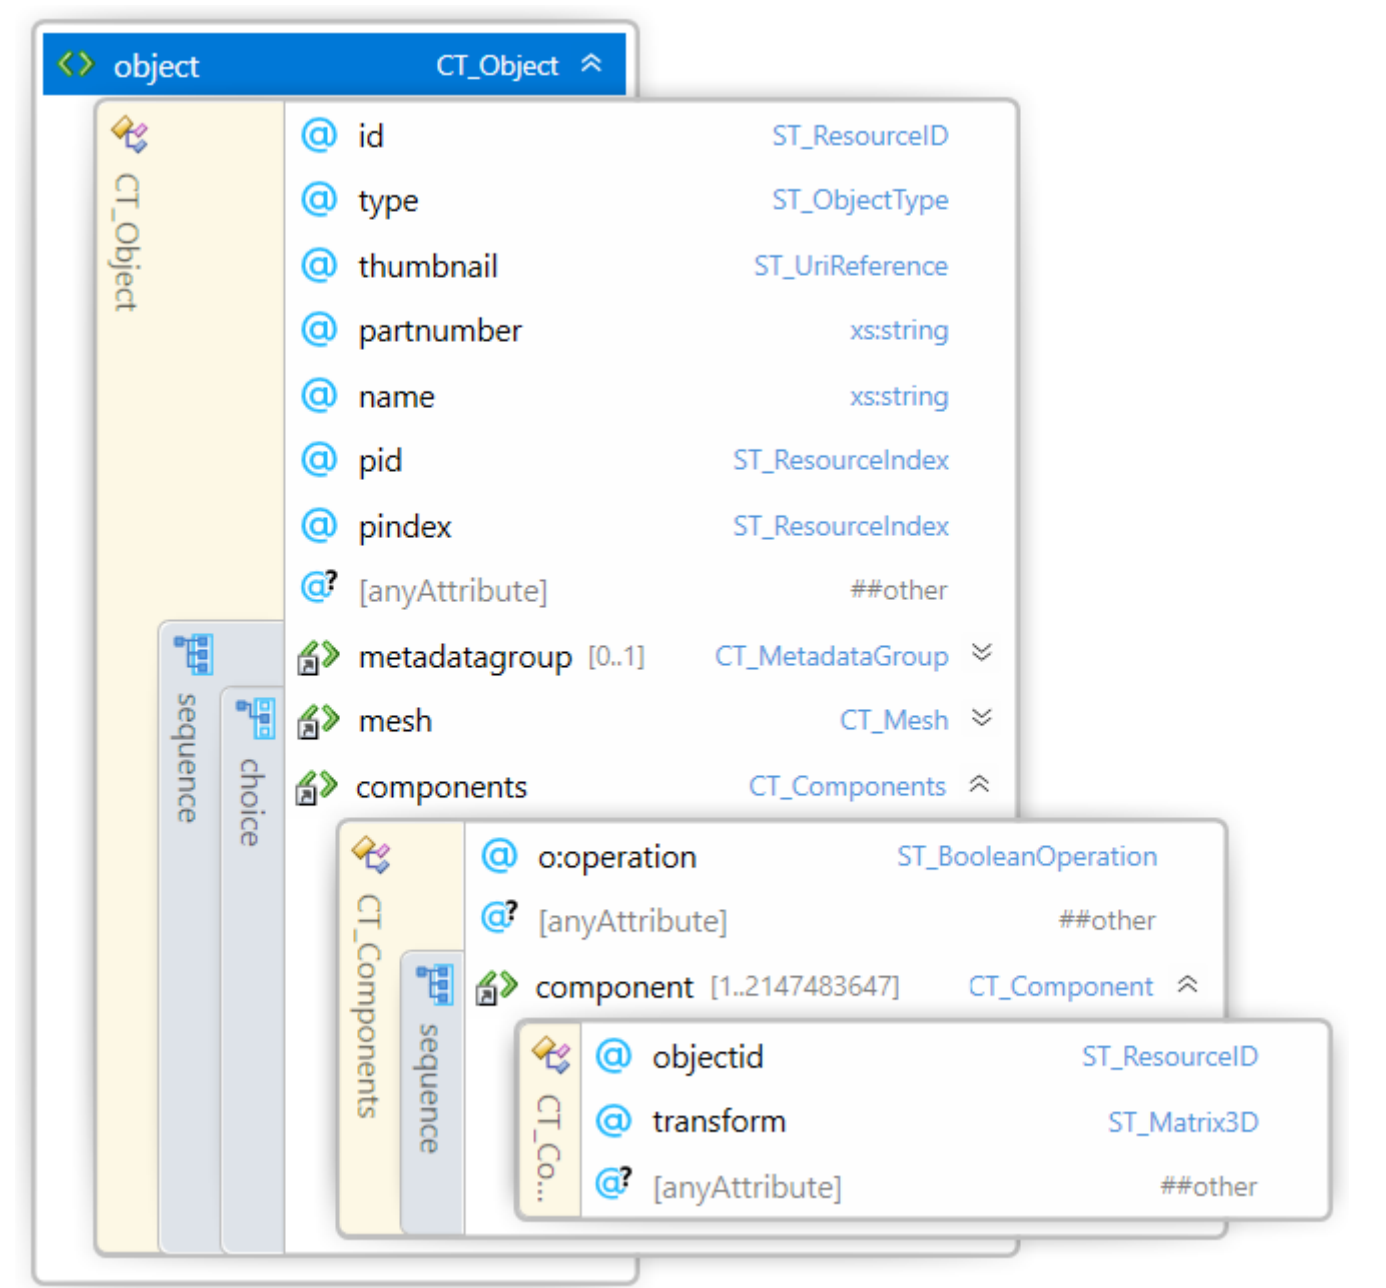 object CT_Object
CT_Object
id ST_ResourceID
type ST_ObjectType
thumbnail ST_UriReference
partnumber xs:string
name xs:string
pid ST_ResourceIndex
pindex ST_ResourceIndex
[anyAttribute] ##other
sequence
metadatagroup [0..1] CT_MetadataGroup
choice
mesh CT_Mesh
components CT_Components
CT_Components
o:operation ST_BooleanOperation
[anyAttribute] ##other
sequence
component [1..2147483647] CT_Component
CT_Co...
objectid ST_ResourceID
transform ST_Matrix3D
[anyAttribute] ##other